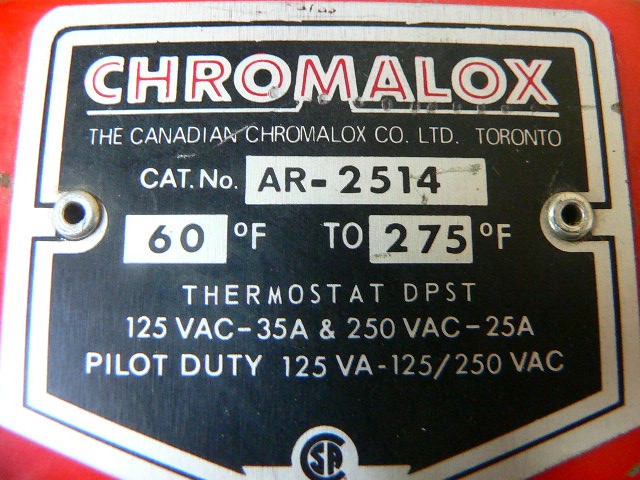 CHROMALOX
THE CANADIAN CHROMALOX CO. LTD. TORONTO
CAT. No. AR-2514
60 °F TO 275 °F
THERMOSTAT DPST
125 VAC-35A & 250 VAC-25A
PILOT DUTY 125 VA-125/250 VAC
CSA